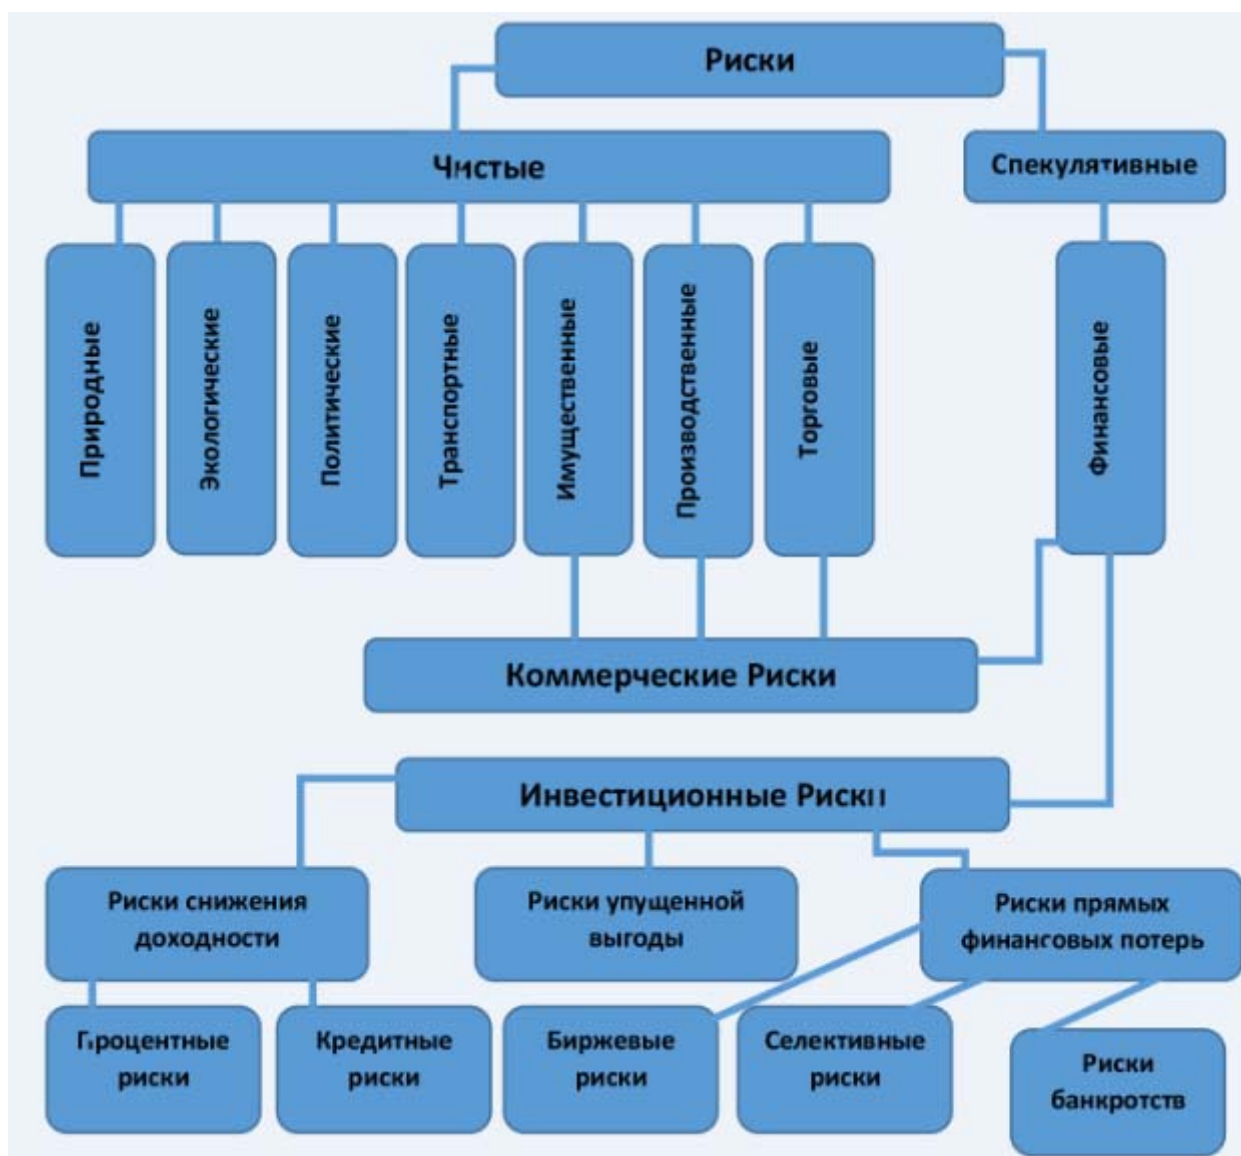 Риски
Чистые
Спекулятивные
Природные
Экологические
Политические
Транспортные
Имущественные
Производственные
Торговые
Финансовые
Коммерческие Риски
Инвестиционные Риски
Риски снижения
доходности
Риски упущенной
выгоды
Риски прямых
финансовых потерь
Процентные
риски
Кредитные
риски
Биржевые
риски
Селективные
риски
Риски
банкротств